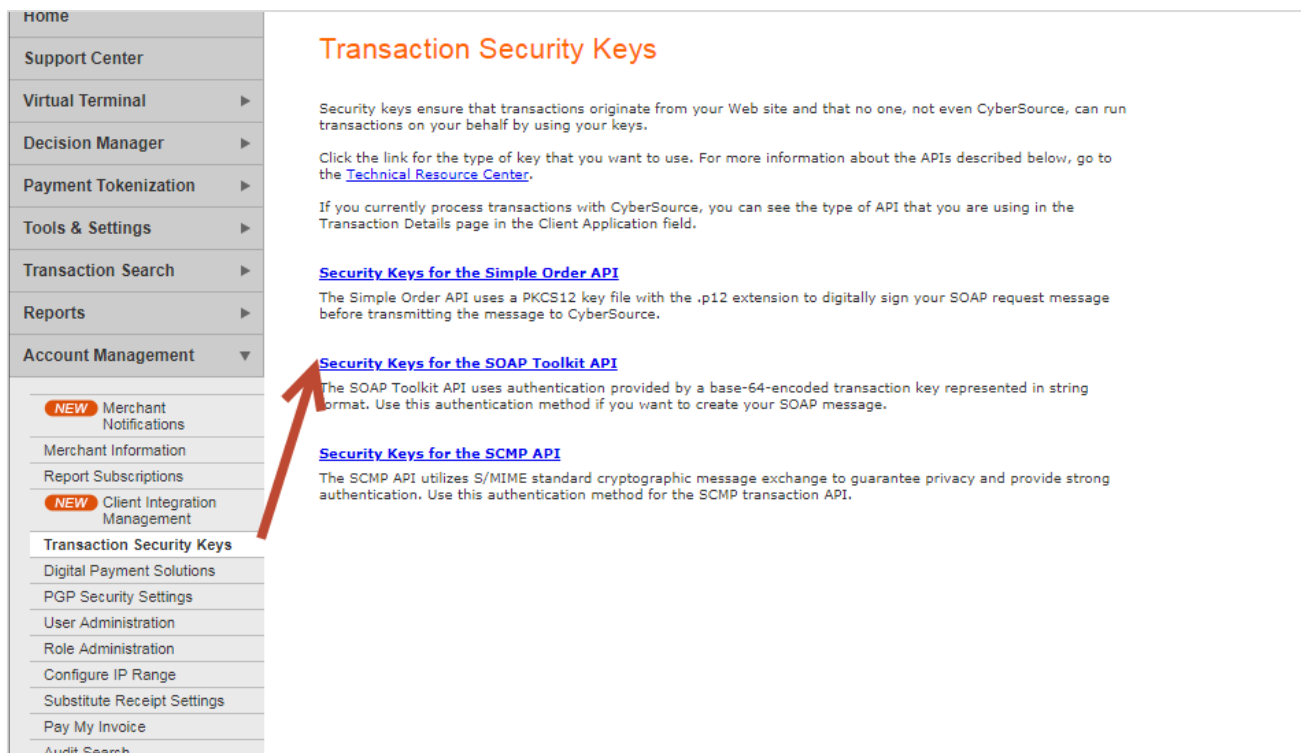 Home
Support Center
Virtual Terminal
Decision Manager
Payment Tokenization
Tools & Settings
Transaction Search
Reports
Account Management
NEW Merchant
Notifications
Merchant Information
Report Subscriptions
NEW Client Integration
Management
Transaction Security Keys
Digital Payment Solutions
PGP Security Settings
User Administration
Role Administration
Configure IP Range
Substitute Receipt Settings
Pay My Invoice
Audit Search
Transaction Security Keys
Security keys ensure that transactions originate from your Web site and that no one, not even CyberSource, can run
transactions on your behalf by using your keys.
Click the link for the type of key that you want to use. For more information about the APIs described below, go to
the Technical Resource Center.
If you currently process transactions with CyberSource, you can see the type of API that you are using in the
Transaction Details page in the Client Application field.
Security Keys for the Simple Order API
The Simple Order API uses a PKCS12 key file with the .p12 extension to digitally sign your SOAP request message
before transmitting the message to CyberSource.
Security Keys for the SOAP Toolkit API
The SOAP Toolkit API uses authentication provided by a base-64-encoded transaction key represented in string
format. Use this authentication method if you want to create your SOAP message.
Security Keys for the SCMP API
The SCMP API utilizes S/MIME standard cryptographic message exchange to guarantee privacy and provide strong
authentication. Use this authentication method for the SCMP transaction API.